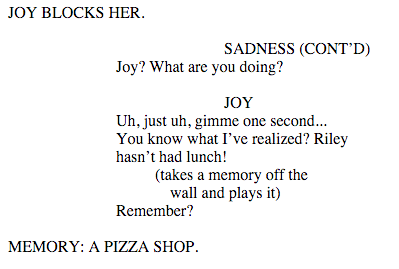 JOY BLOCKS HER.
SADNESS (CONT’D)
Joy? What are you doing?
JOY
Uh, just uh, gimme one second...
You know what I’ve realized? Riley
hasn’t had lunch!
(takes a memory off the
wall and plays it)
Remember?
MEMORY: A PIZZA SHOP.